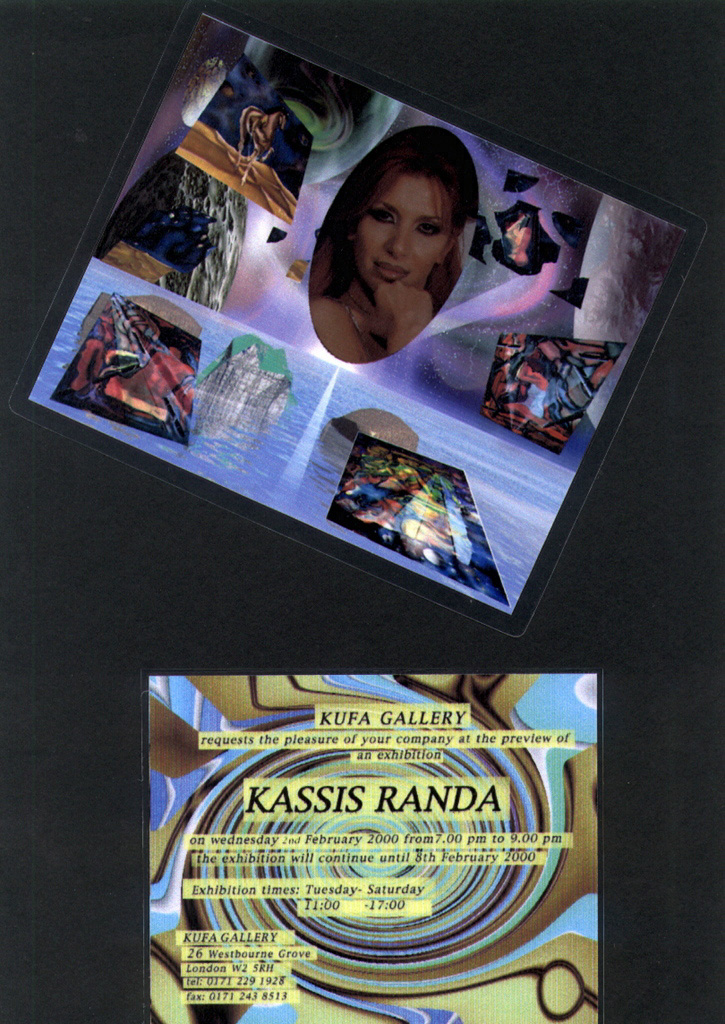 KUFA GALLERY
requests the pleasure of your company at the preview of
an exhibition
KASSIS RANDA
on wednesday 2nd February 2000 from7.00 pm to 9.00 pm
the exhibition will continue until 8th February 2000
Exhibition times: Tuesday- Saturday
11:00 -17:00
KUFA GALLERY
26 Westbourne Grove
London W2 5RH
tel: 0171 229 1928
fax: 0171 243 8513